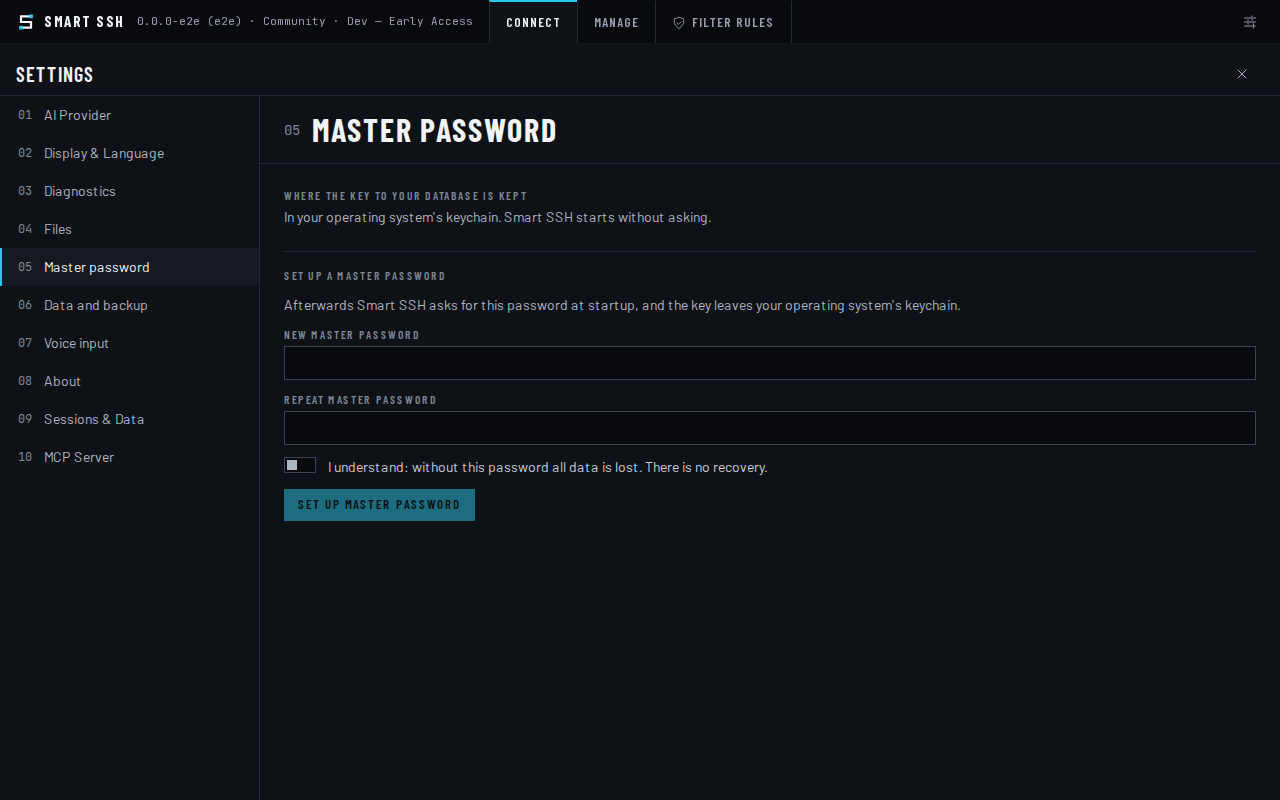 SMART SSH 0.0.0-e2e (e2e) · Community · Dev — Early Access CONNECT MANAGE FILTER RULES
SETTINGS
01 AI Provider
02 Display & Language
03 Diagnostics
04 Files
05 Master password
06 Data and backup
07 Voice input
08 About
09 Sessions & Data
10 MCP Server
05 MASTER PASSWORD
WHERE THE KEY TO YOUR DATABASE IS KEPT
In your operating system's keychain. Smart SSH starts without asking.
SET UP A MASTER PASSWORD
Afterwards Smart SSH asks for this password at startup, and the key leaves your operating system's keychain.
NEW MASTER PASSWORD
REPEAT MASTER PASSWORD
I understand: without this password all data is lost. There is no recovery.
SET UP MASTER PASSWORD